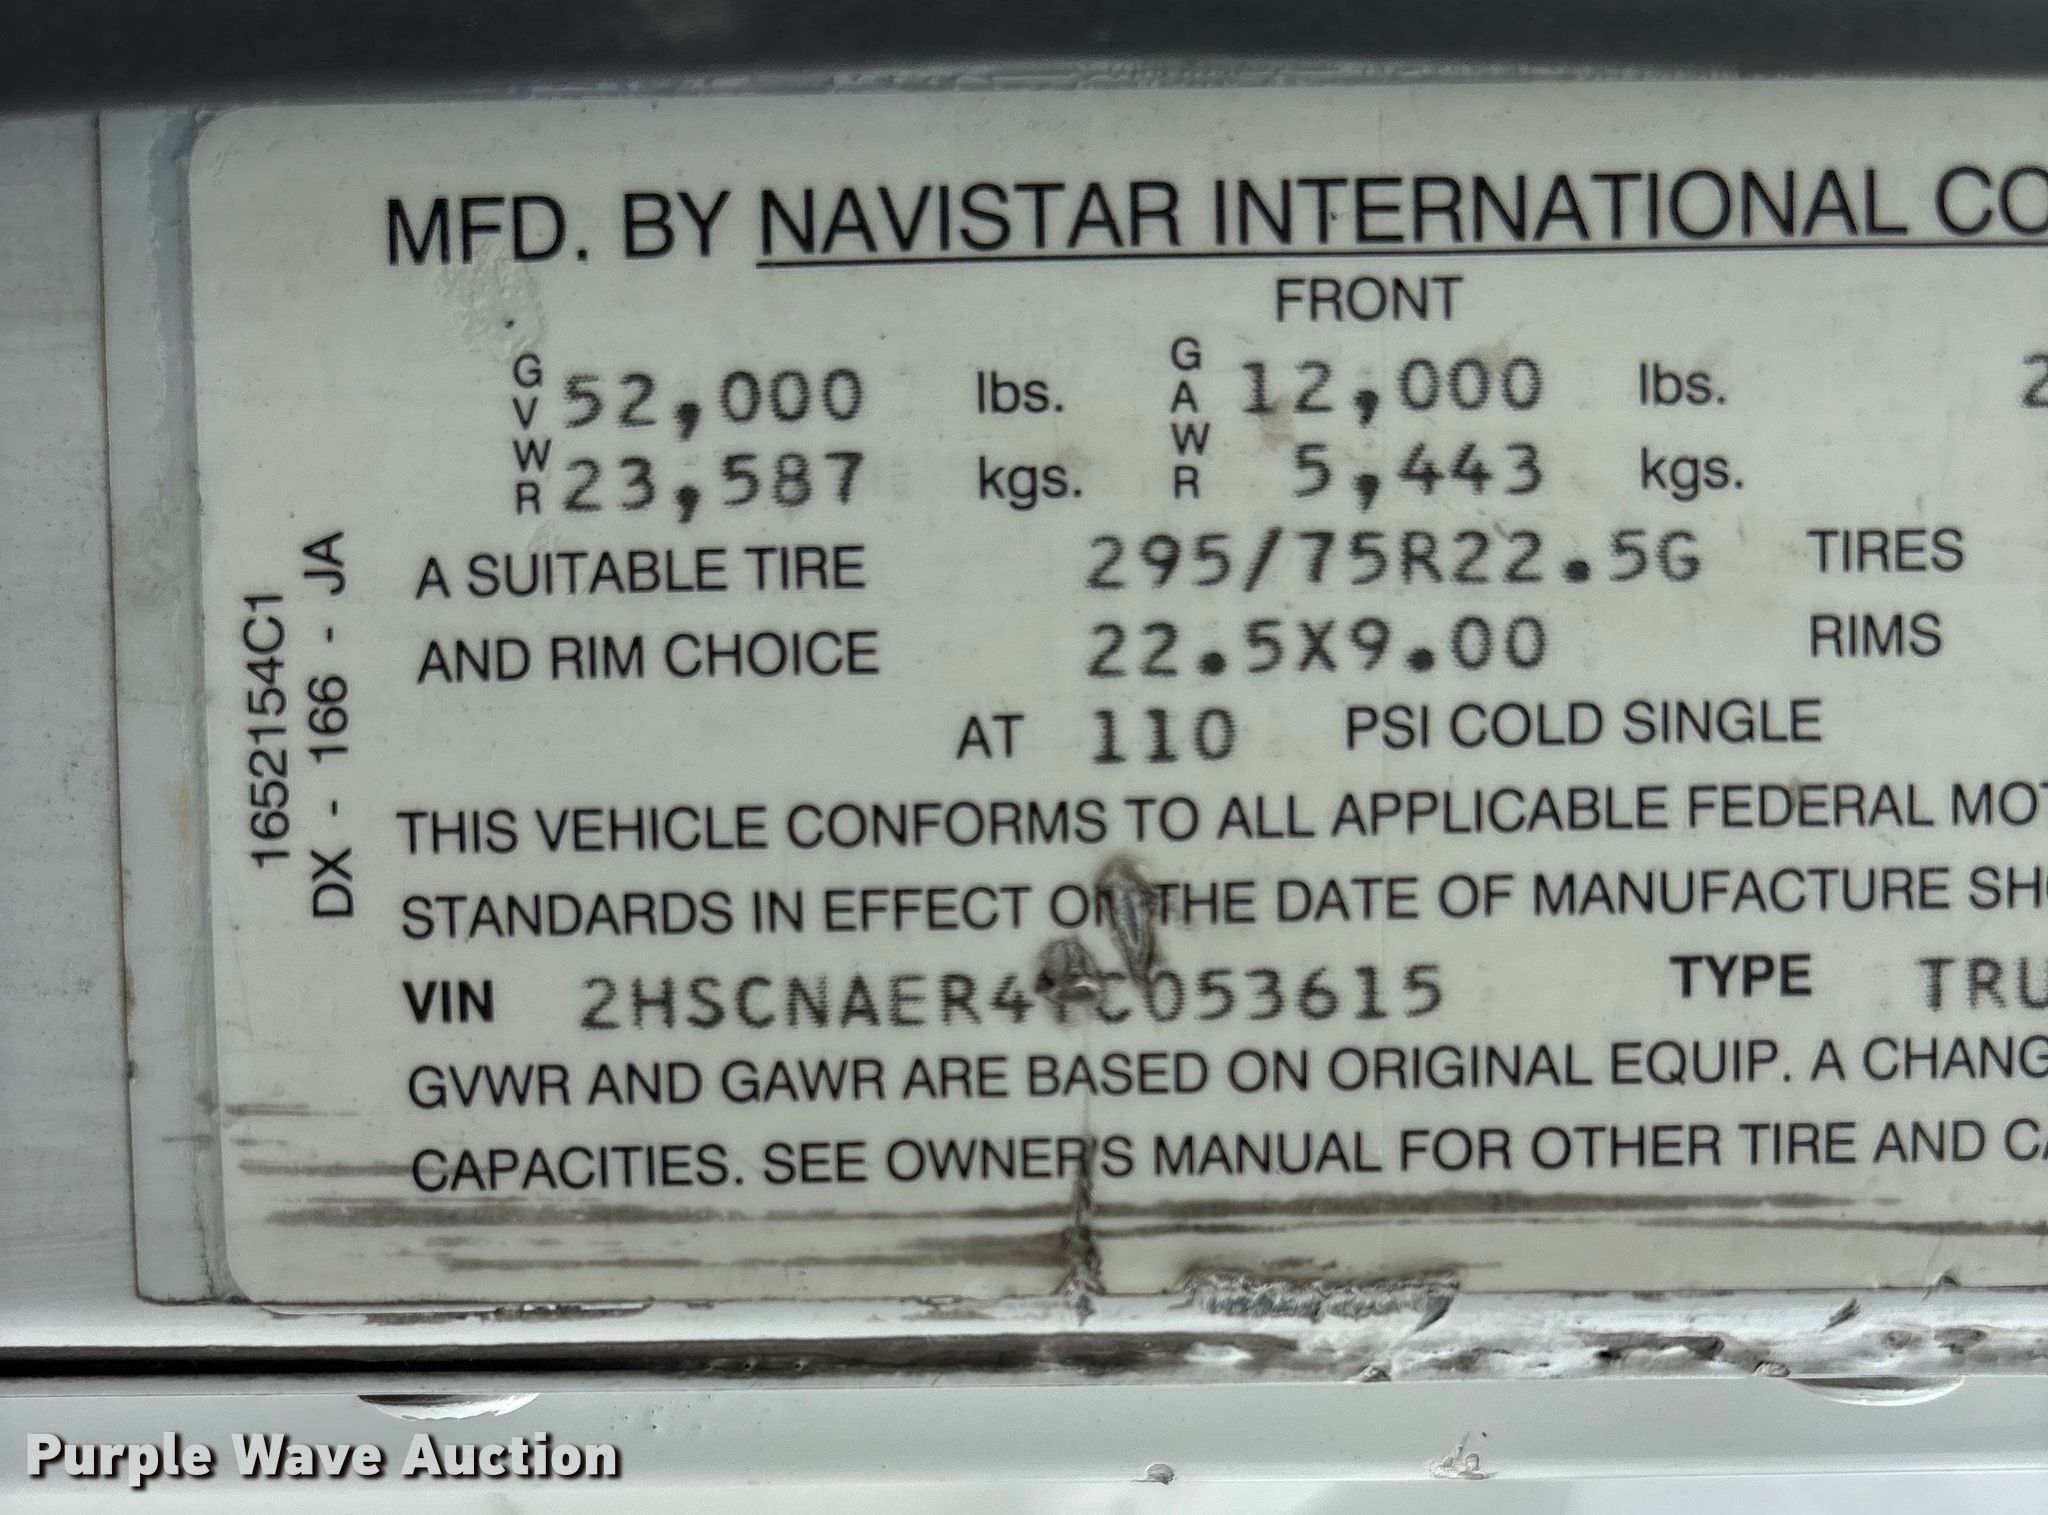 MFD. BY NAVISTAR INTERNATIONAL CO
FRONT
GVWR 52,000 lbs. GAWR 12,000 lbs. 2
23,587 kgs. 5,443 kgs.
A SUITABLE TIRE 295/75R22.5G TIRES
AND RIM CHOICE 22.5X9.00 RIMS
AT 110 PSI COLD SINGLE
THIS VEHICLE CONFORMS TO ALL APPLICABLE FEDERAL MOT
STANDARDS IN EFFECT ON THE DATE OF MANUFACTURE SHO
VIN TYPE TRU
GVWR AND GAWR ARE BASED ON ORIGINAL EQUIP. A CHANG
CAPACITIES. SEE OWNER'S MANUAL FOR OTHER TIRE AND CA
1652154C1
DX - 166 - JA
Purple Wave Auction